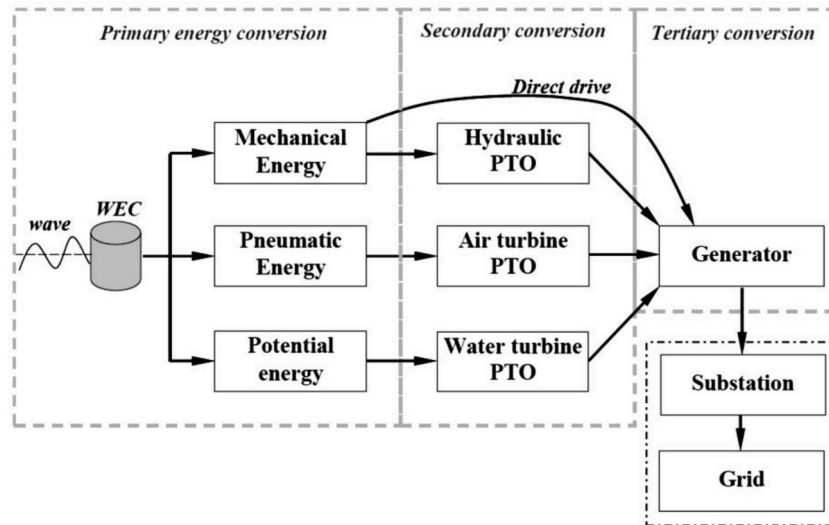 Primary energy conversion
Secondary conversion
Tertiary conversion
Direct drive
Mechanical
Energy
Hydraulic
PTO
wave
WEC
Pneumatic
Energy
Air turbine
PTO
Generator
Potential
energy
Water turbine
PTO
Substation
Grid